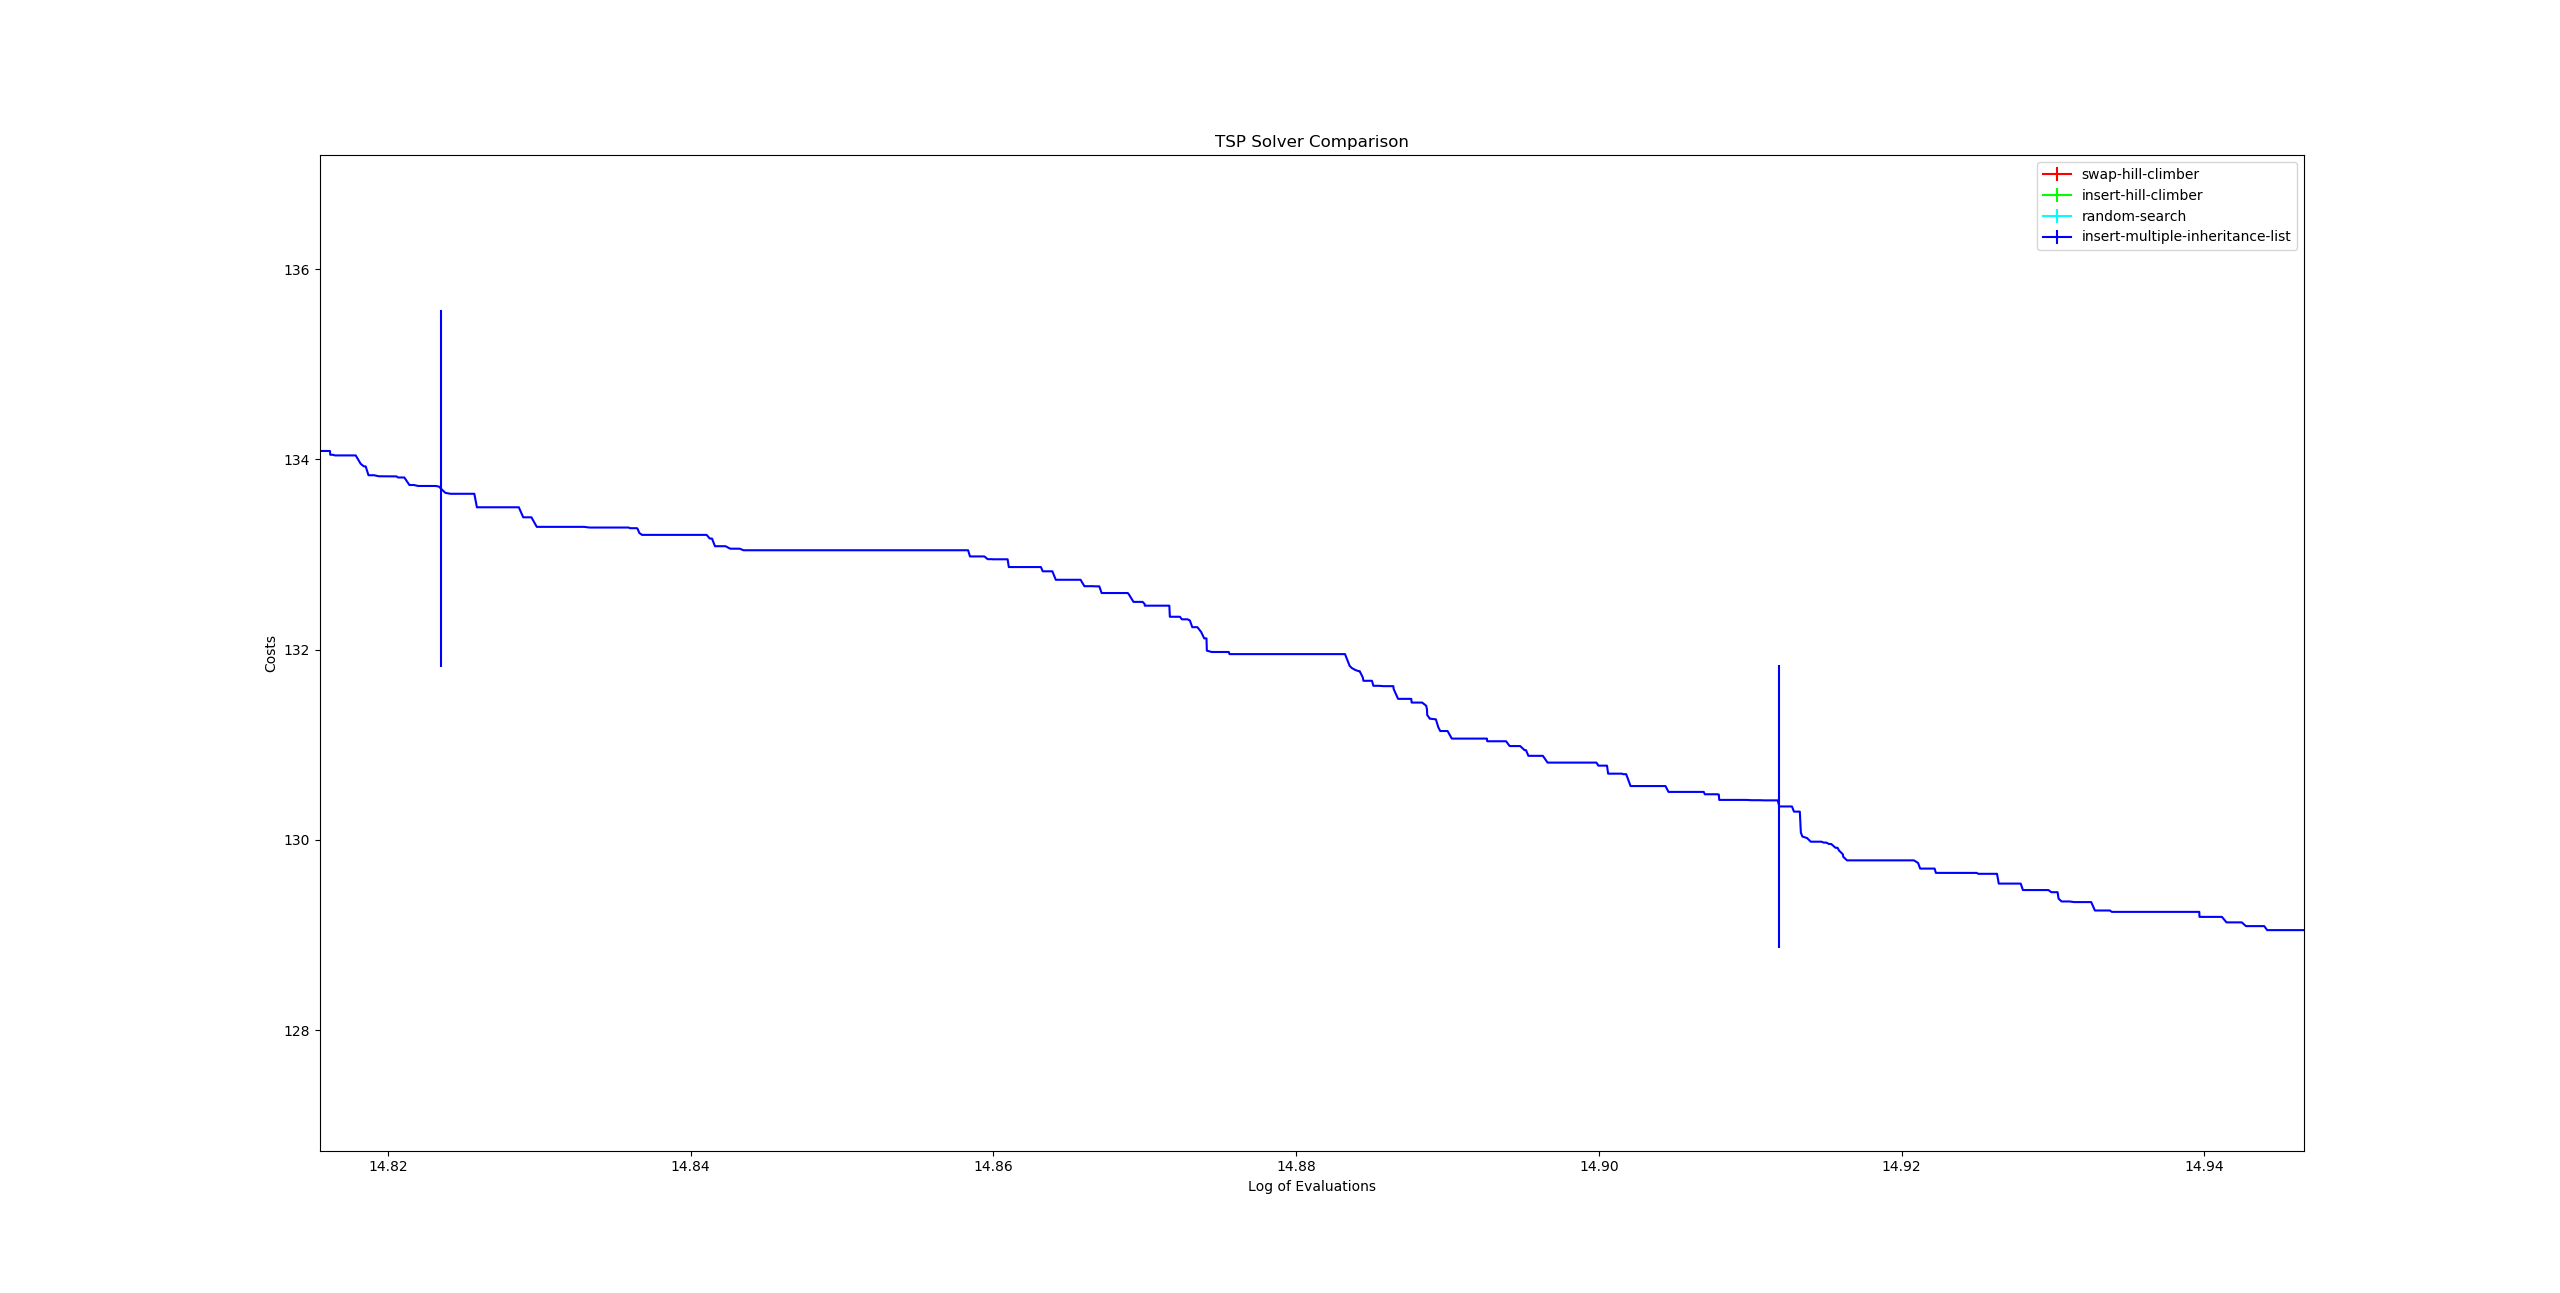 TSP Solver Comparison
swap-hill-climber
insert-hill-climber
random-search
insert-multiple-inheritance-list
136
134
132
130
128
Costs
14.82 14.84 14.86 14.88 14.90 14.92 14.94
Log of Evaluations